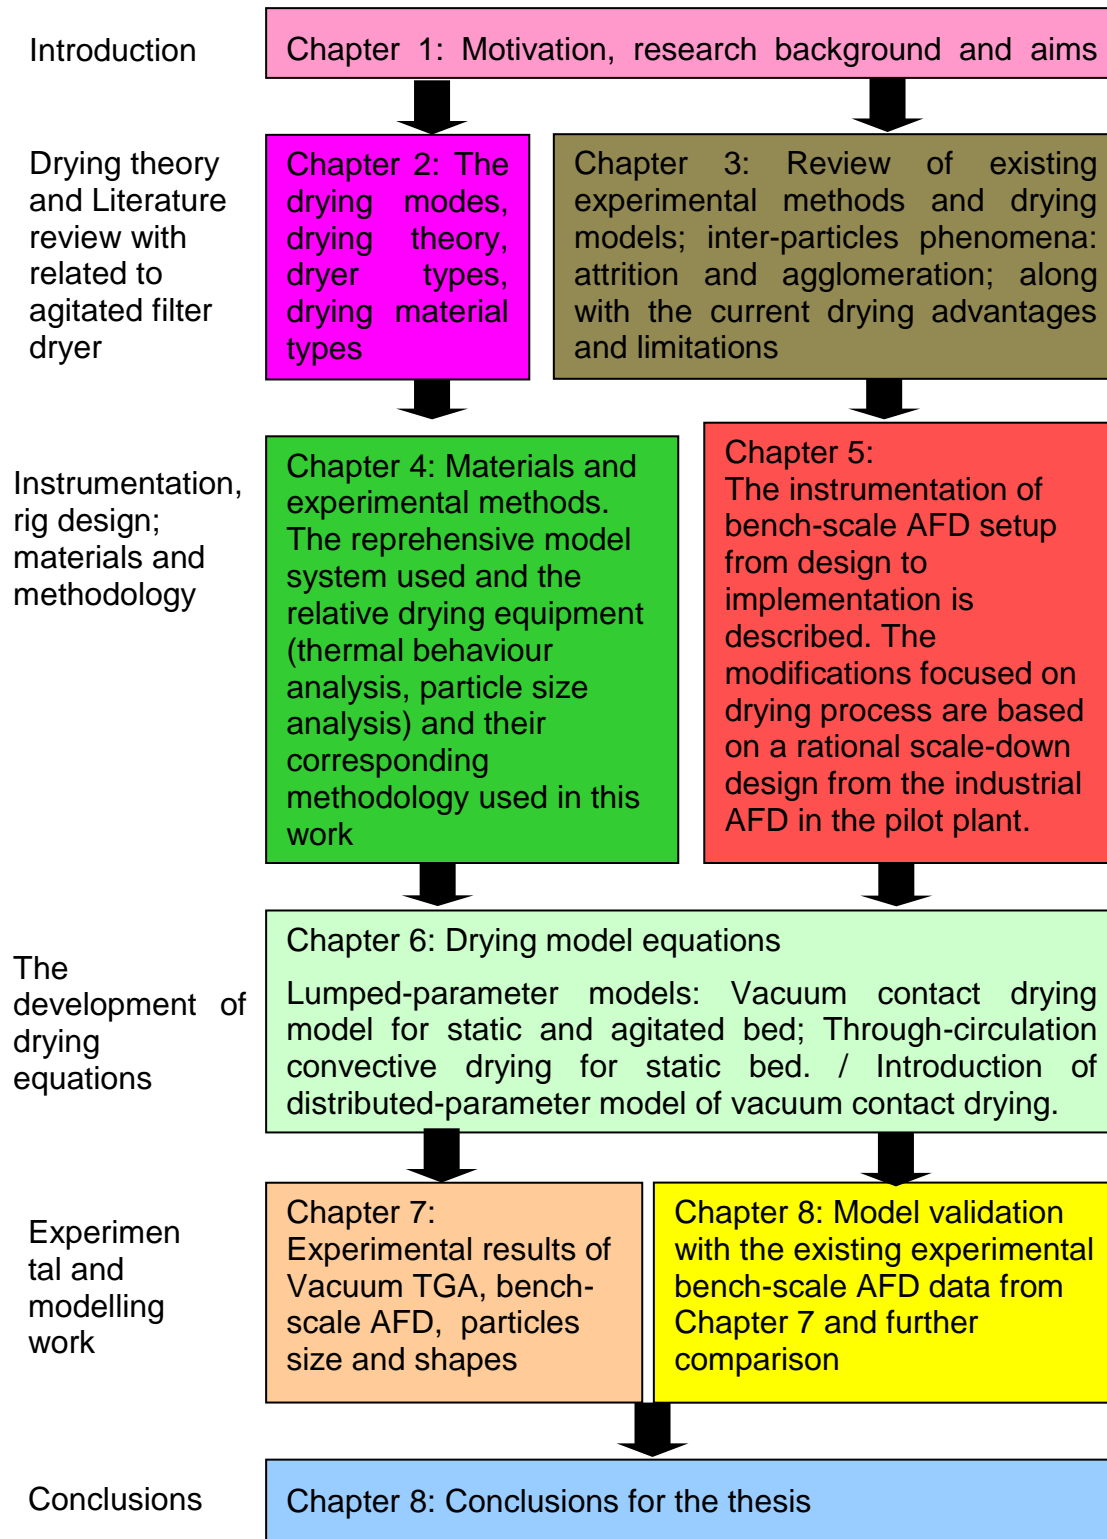 Introduction
Chapter 1: Motivation, research background and aims
Drying theory
and Literature
review with
related to
agitated filter
dryer
Chapter 2: The
drying modes,
drying theory,
dryer types,
drying material
types
Chapter 3: Review of existing
experimental methods and drying
models; inter-particles phenomena:
attrition and agglomeration; along
with the current drying advantages
and limitations
Instrumentation,
rig design;
materials and
methodology
Chapter 4: Materials and
experimental methods.
The reprehensive model
system used and the
relative drying equipment
(thermal behaviour
analysis, particle size
analysis) and their
corresponding
methodology used in this
work
Chapter 5:
The instrumentation of
bench-scale AFD setup
from design to
implementation is
described. The
modifications focused on
drying process are based
on a rational scale-down
design from the industrial
AFD in the pilot plant.
The
development of
drying
equations
Chapter 6: Drying model equations
Lumped-parameter models: Vacuum contact drying
model for static and agitated bed; Through-circulation
convective drying for static bed. / Introduction of
distributed-parameter model of vacuum contact drying.
Experimen
tal and
modelling
work
Chapter 7:
Experimental results of
Vacuum TGA, bench-
scale AFD, particles
size and shapes
Chapter 8: Model validation
with the existing experimental
bench-scale AFD data from
Chapter 7 and further
comparison
Conclusions
Chapter 8: Conclusions for the thesis